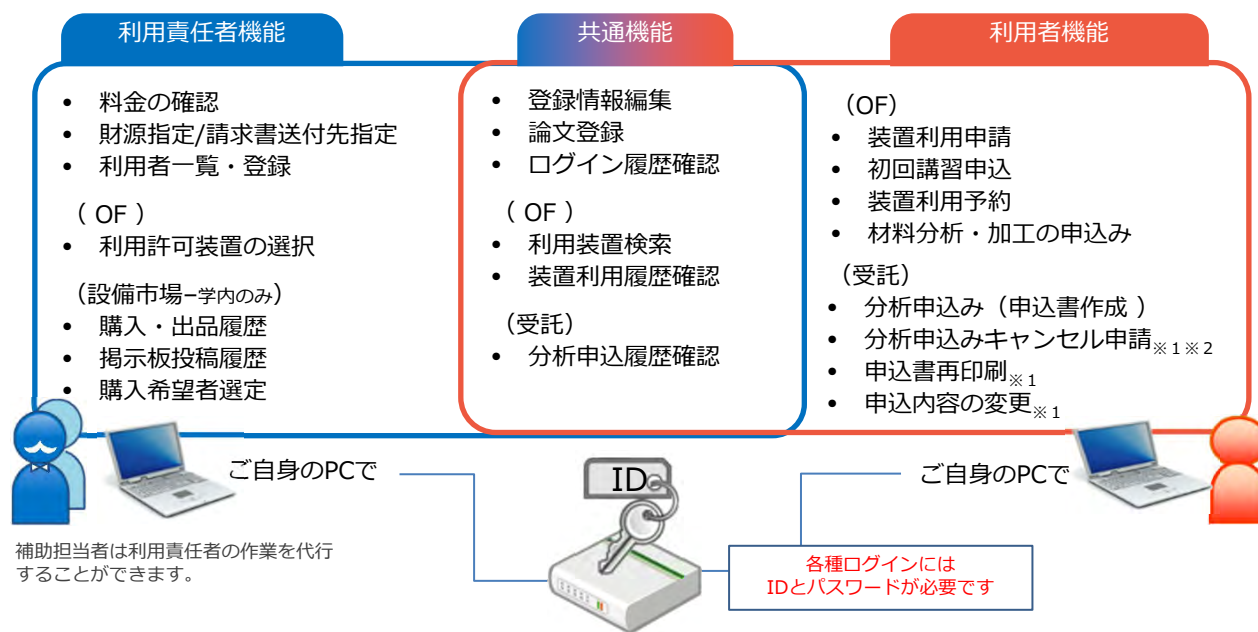 利用責任者機能
• 料金の確認
• 財源指定/請求書送付先指定
• 利用者一覧・登録
（ OF ）
• 利用許可装置の選択
（設備市場–学内のみ）
• 購入・出品履歴
• 掲示板投稿履歴
• 購入希望者選定
共通機能
• 登録情報編集
• 論文登録
• ログイン履歴確認
（ OF ）
• 利用装置検索
• 装置利用履歴確認
（受託）
• 分析申込履歴確認
利用者機能
（OF）
• 装置利用申請
• 初回講習申込
• 装置利用予約
• 材料分析・加工の申込み
（受託）
• 分析申込み（申込書作成 ）
• 分析申込みキャンセル申請※１※２
• 申込書再印刷※１
• 申込内容の変更※１
ご自身のPCで
ID
ご自身のPCで
補助担当者は利用責任者の作業を代行
することができます。
各種ログインには
IDとパスワードが必要です